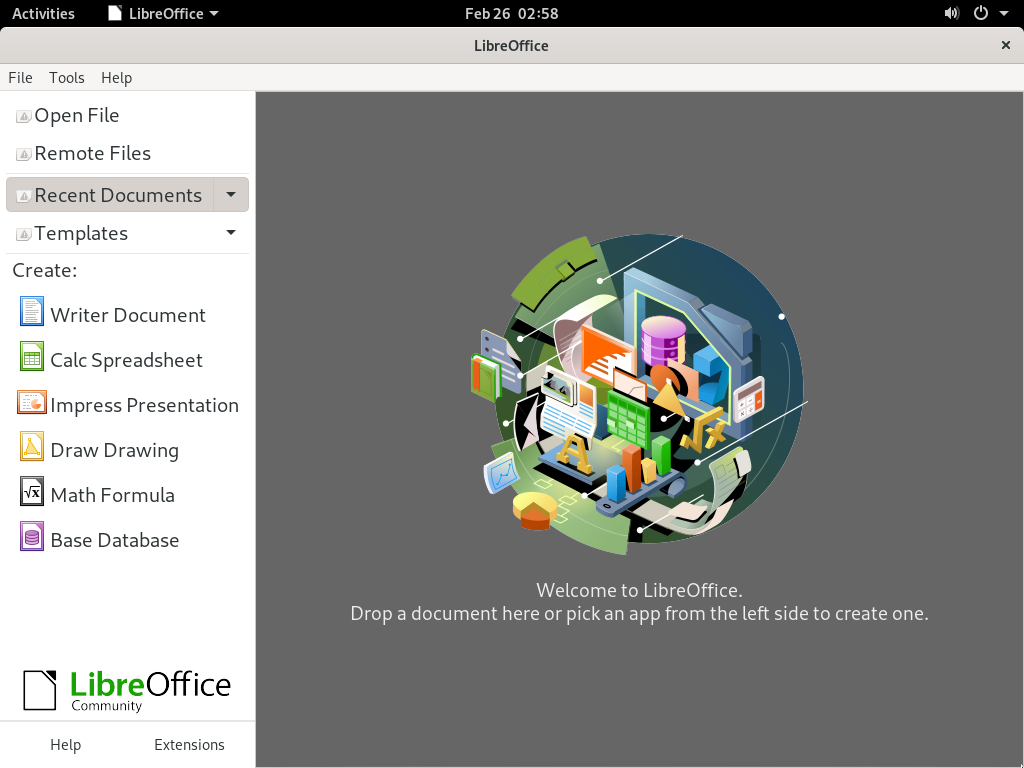 Activities LibreOffice Feb 26 02:58
LibreOffice
File Tools Help
Open File
Remote Files
Recent Documents
Templates
Create:
Writer Document
Calc Spreadsheet
Impress Presentation
Draw Drawing
Math Formula
Base Database
Welcome to LibreOffice.
Drop a document here or pick an app from the left side to create one.
LibreOffice
Community
Help Extensions